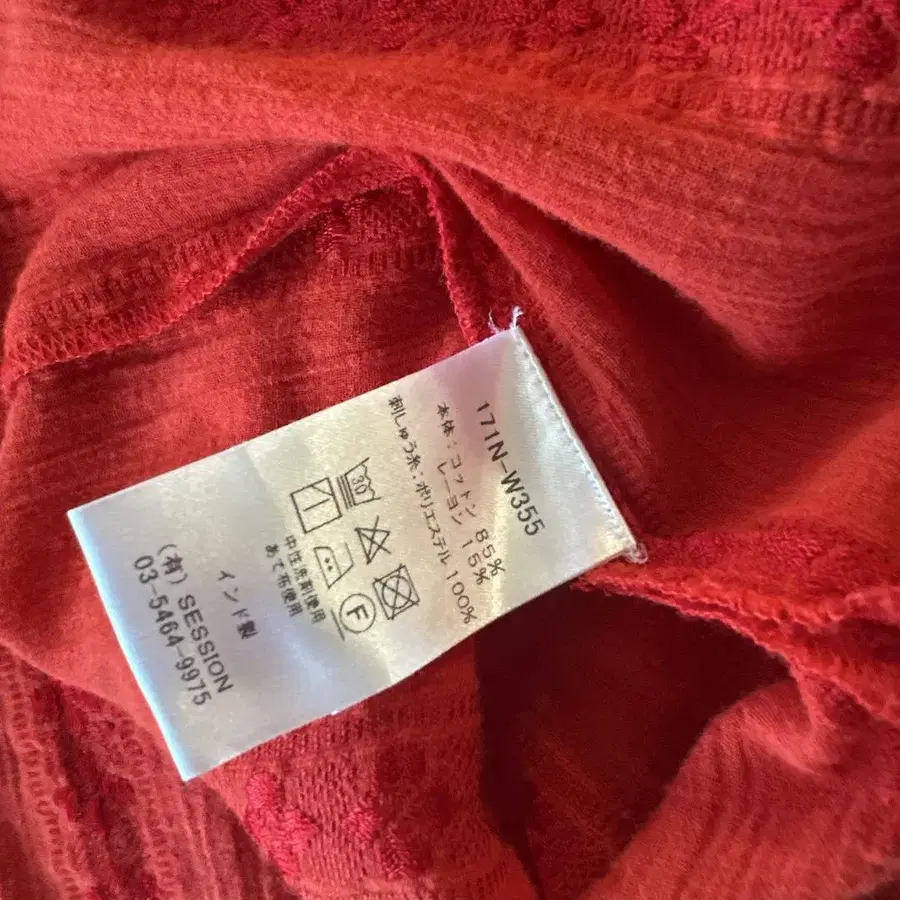 171N-W355
本体：コットン 85%
レーヨン 15%
刺しゅう糸：ポリエステル 100%
30
F
中性洗剤使用
あて布使用
インド製
(有) SESSION
03-5464-9975